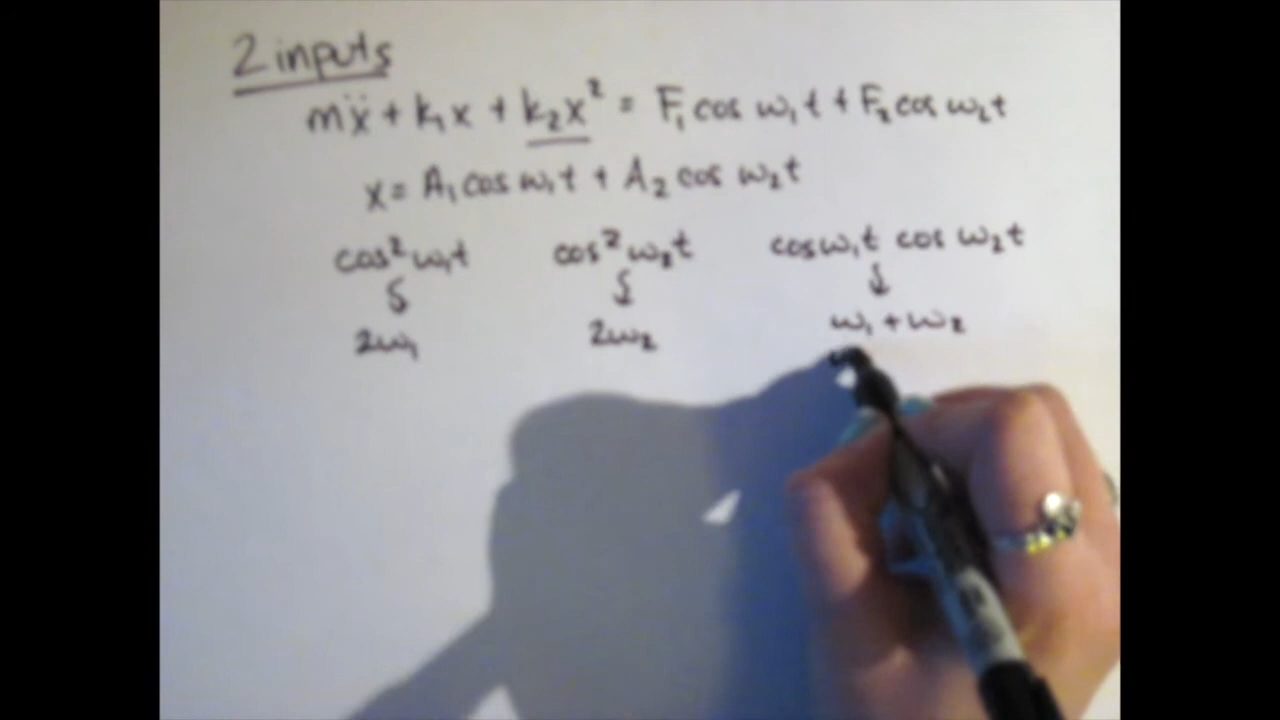 2 inputs
mẍ + k₁x + k₂x² = F₁ cos ω₁t + F₂ cos ω₂t
x = A₁ cos ω₁t + A₂ cos ω₂t
cos² ω₁t cos² ω₂t cos ω₁t cos ω₂t
↓ ↓ ↓
2ω₁ 2ω₂ ω₁ + ω₂